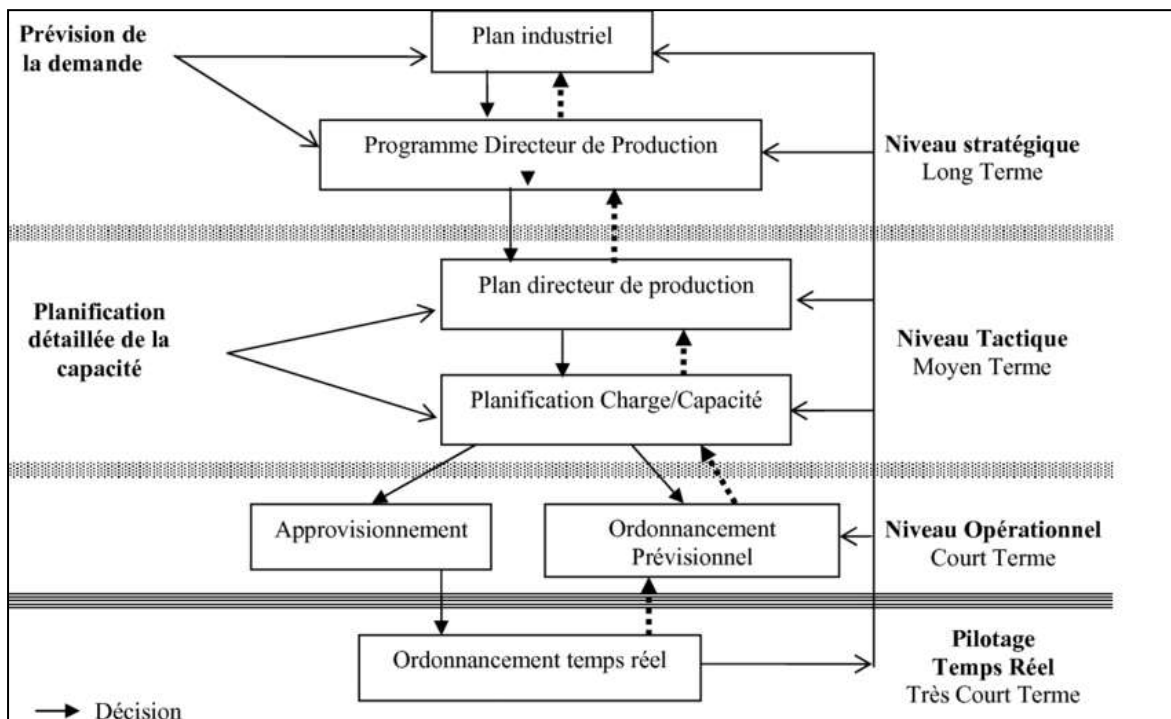 Prévision de
la demande
Plan industriel
Programme Directeur de Production
Niveau stratégique
Long Terme
Plan directeur de production
Planification
détaillée de la
capacité
Niveau Tactique
Moyen Terme
Planification Charge/Capacité
Approvisionnement
Ordonnancement
Prévisionnel
Niveau Opérationnel
Court Terme
Ordonnancement temps réel
Pilotage
Temps Réel
Très Court Terme
Décision